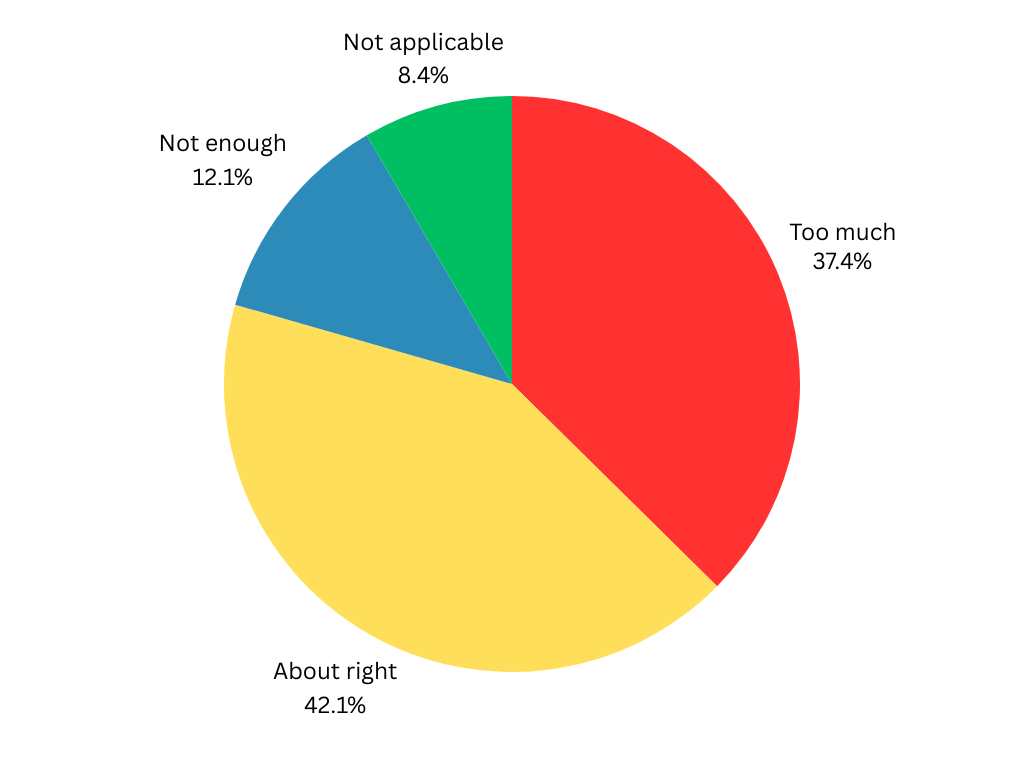 Not applicable
8.4%
Not enough
12.1%
Too much
37.4%
About right
42.1%